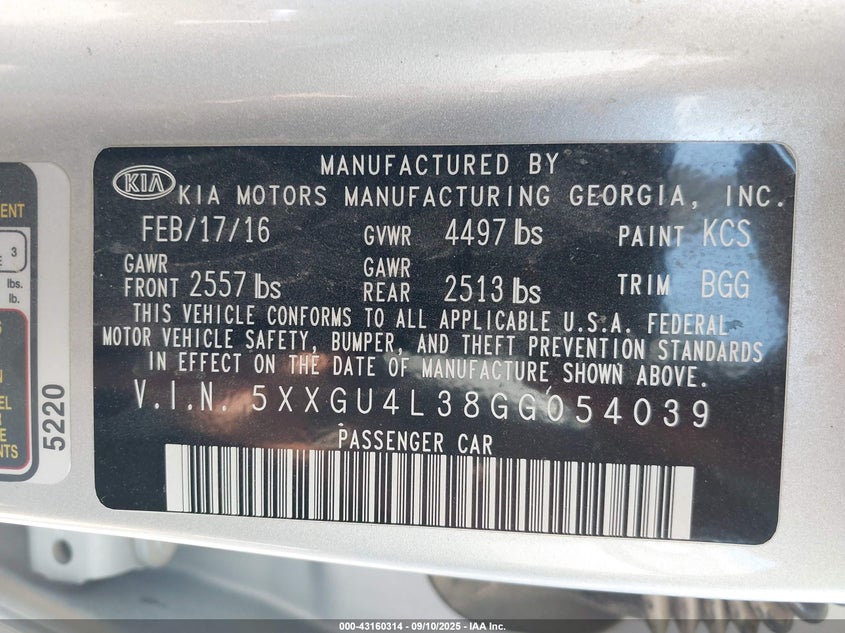 MANUFACTURED BY
KIA KIA MOTORS MANUFACTURING GEORGIA, INC.
FEB/17/16 GVWR 4497 lbs PAINT KCS
GAWR FRONT 2557 lbs GAWR REAR 2513 lbs TRIM BGG
THIS VEHICLE CONFORMS TO ALL APPLICABLE U.S.A. FEDERAL
MOTOR VEHICLE SAFETY, BUMPER, AND THEFT PREVENTION STANDARDS
IN EFFECT ON THE DATE OF MANUFACTURE SHOWN ABOVE.
V.I.N. 5XXGU4L38GG054039
PASSENGER CAR
3
lbs.
lb.
5220
000-43160314 - 09/10/2025 - IAA Inc.